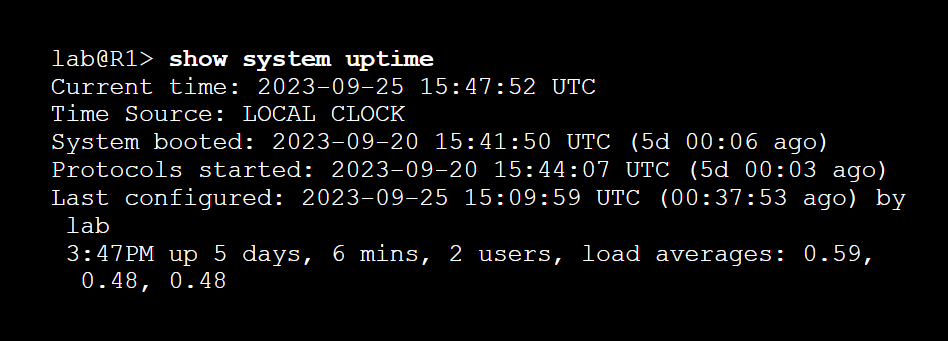 lab@R1> show system uptime
Current time: 2023-09-25 15:47:52 UTC
Time Source: LOCAL CLOCK
System booted: 2023-09-20 15:41:50 UTC (5d 00:06 ago)
Protocols started: 2023-09-20 15:44:07 UTC (5d 00:03 ago)
Last configured: 2023-09-25 15:09:59 UTC (00:37:53 ago) by
lab
3:47PM up 5 days, 6 mins, 2 users, load averages: 0.59,
0.48, 0.48